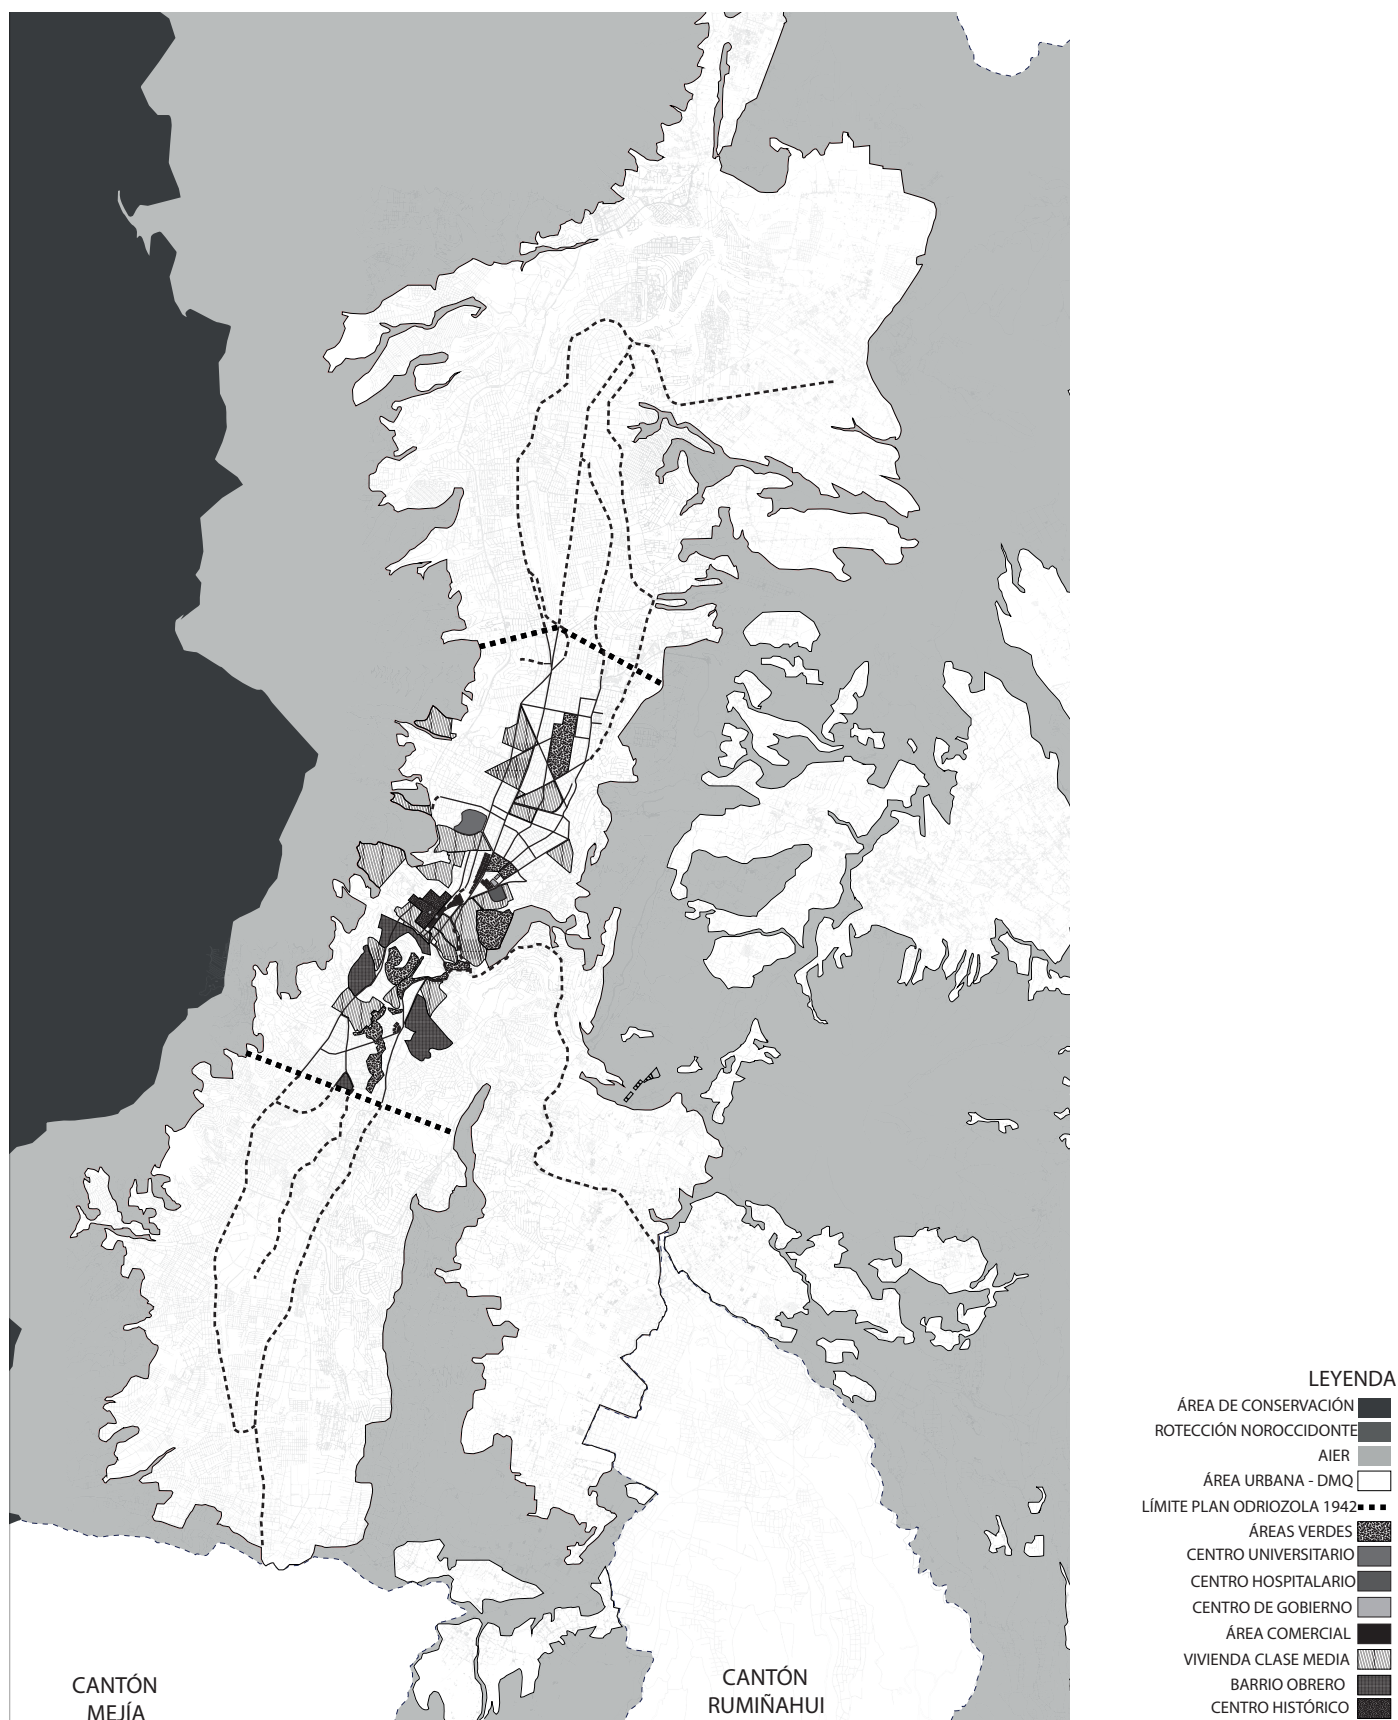 LEYENDA
ÁREA DE CONSERVACIÓN
ROTECCIÓN NOROCCIDONTE
AIER
ÁREA URBANA - DMQ
LÍMITE PLAN ODRIOZOLA 1942
ÁREAS VERDES
CENTRO UNIVERSITARIO
CENTRO HOSPITALARIO
CENTRO DE GOBIERNO
ÁREA COMERCIAL
VIVIENDA CLASE MEDIA
BARRIO OBRERO
CENTRO HISTÓRICO
CANTÓN
MEJÍA
CANTÓN
RUMIÑAHUI